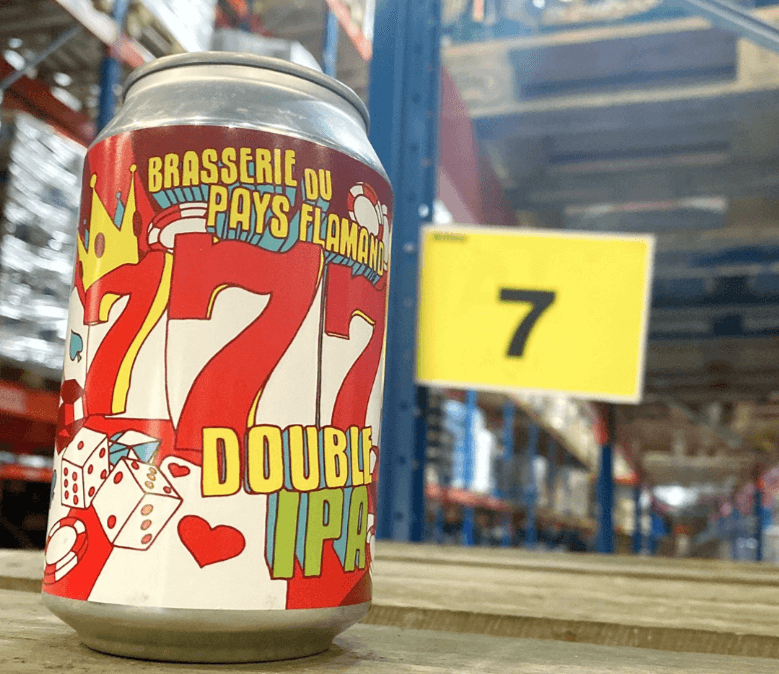 BRASSERIE DU
PAYS FLAMAND
777
DOUBLE
IPA
7